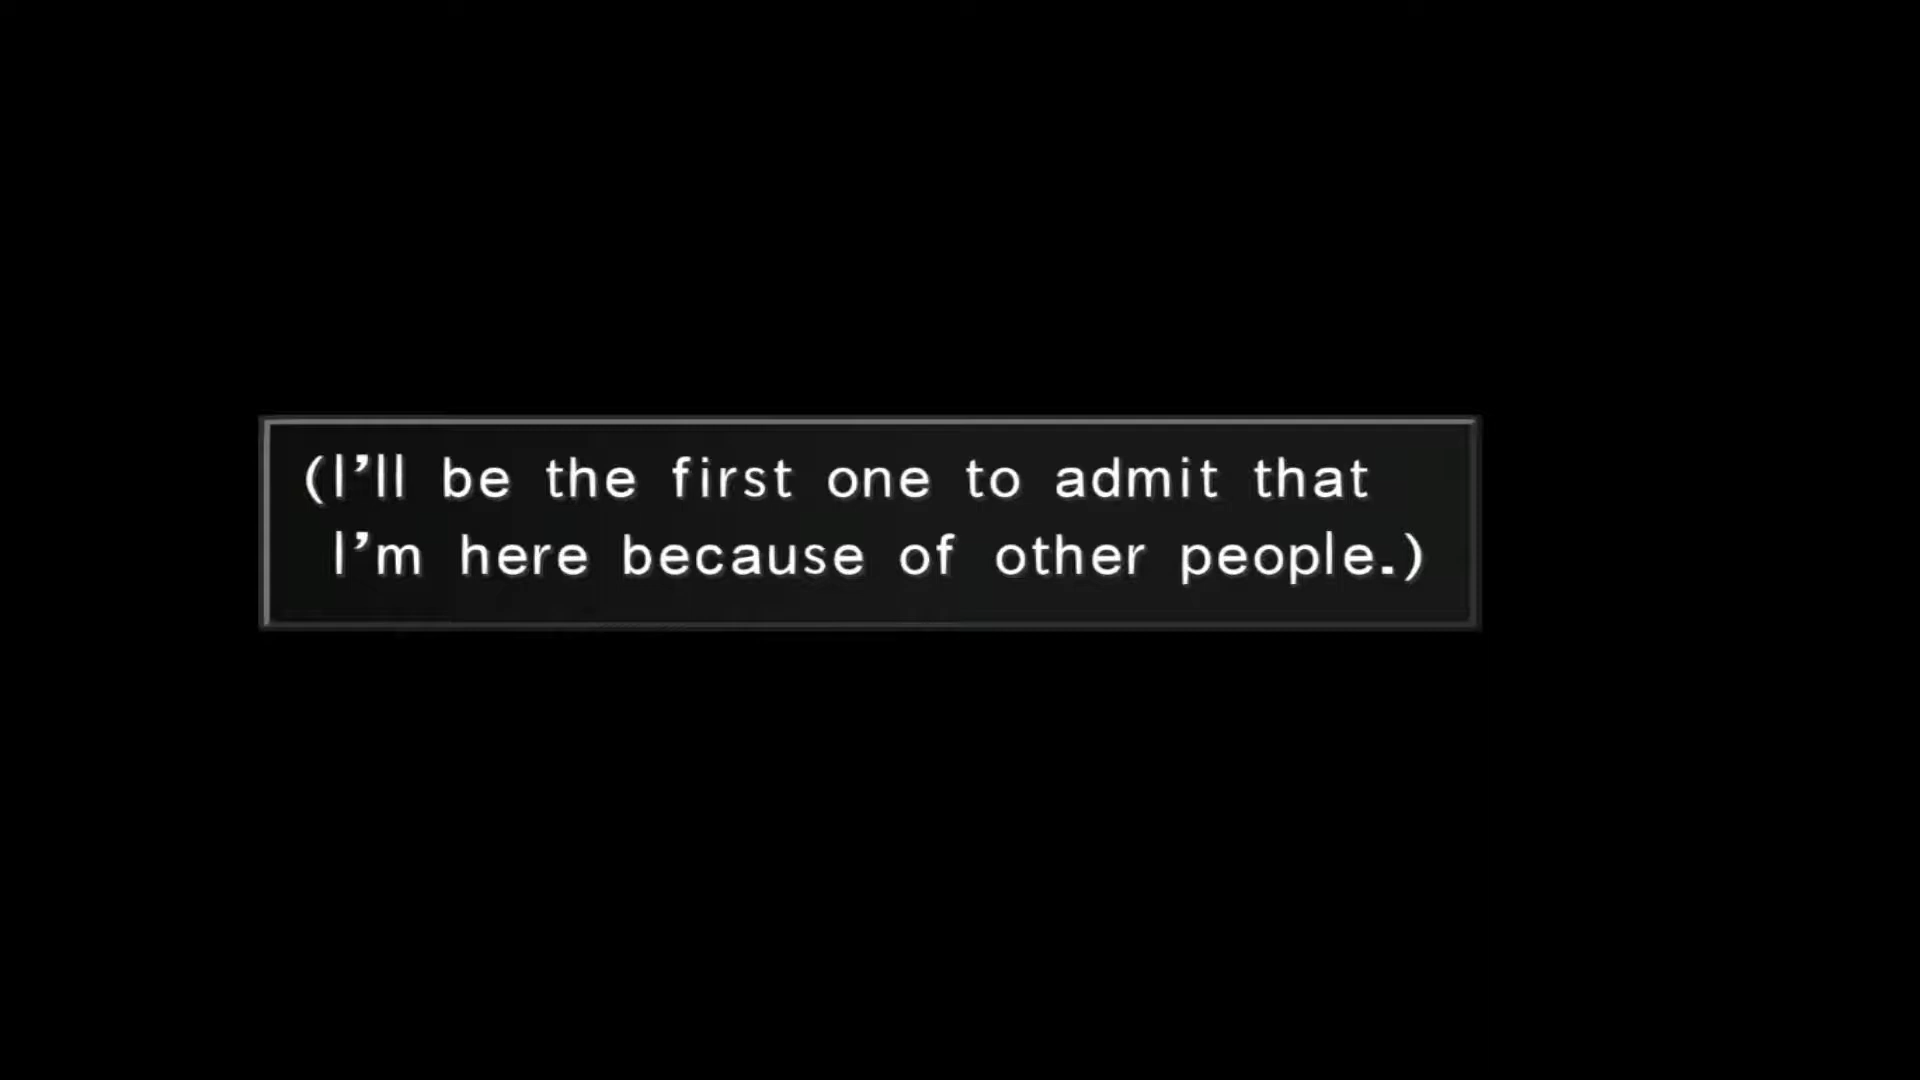 (I’ll be the first one to admit that
I’m here because of other people.)